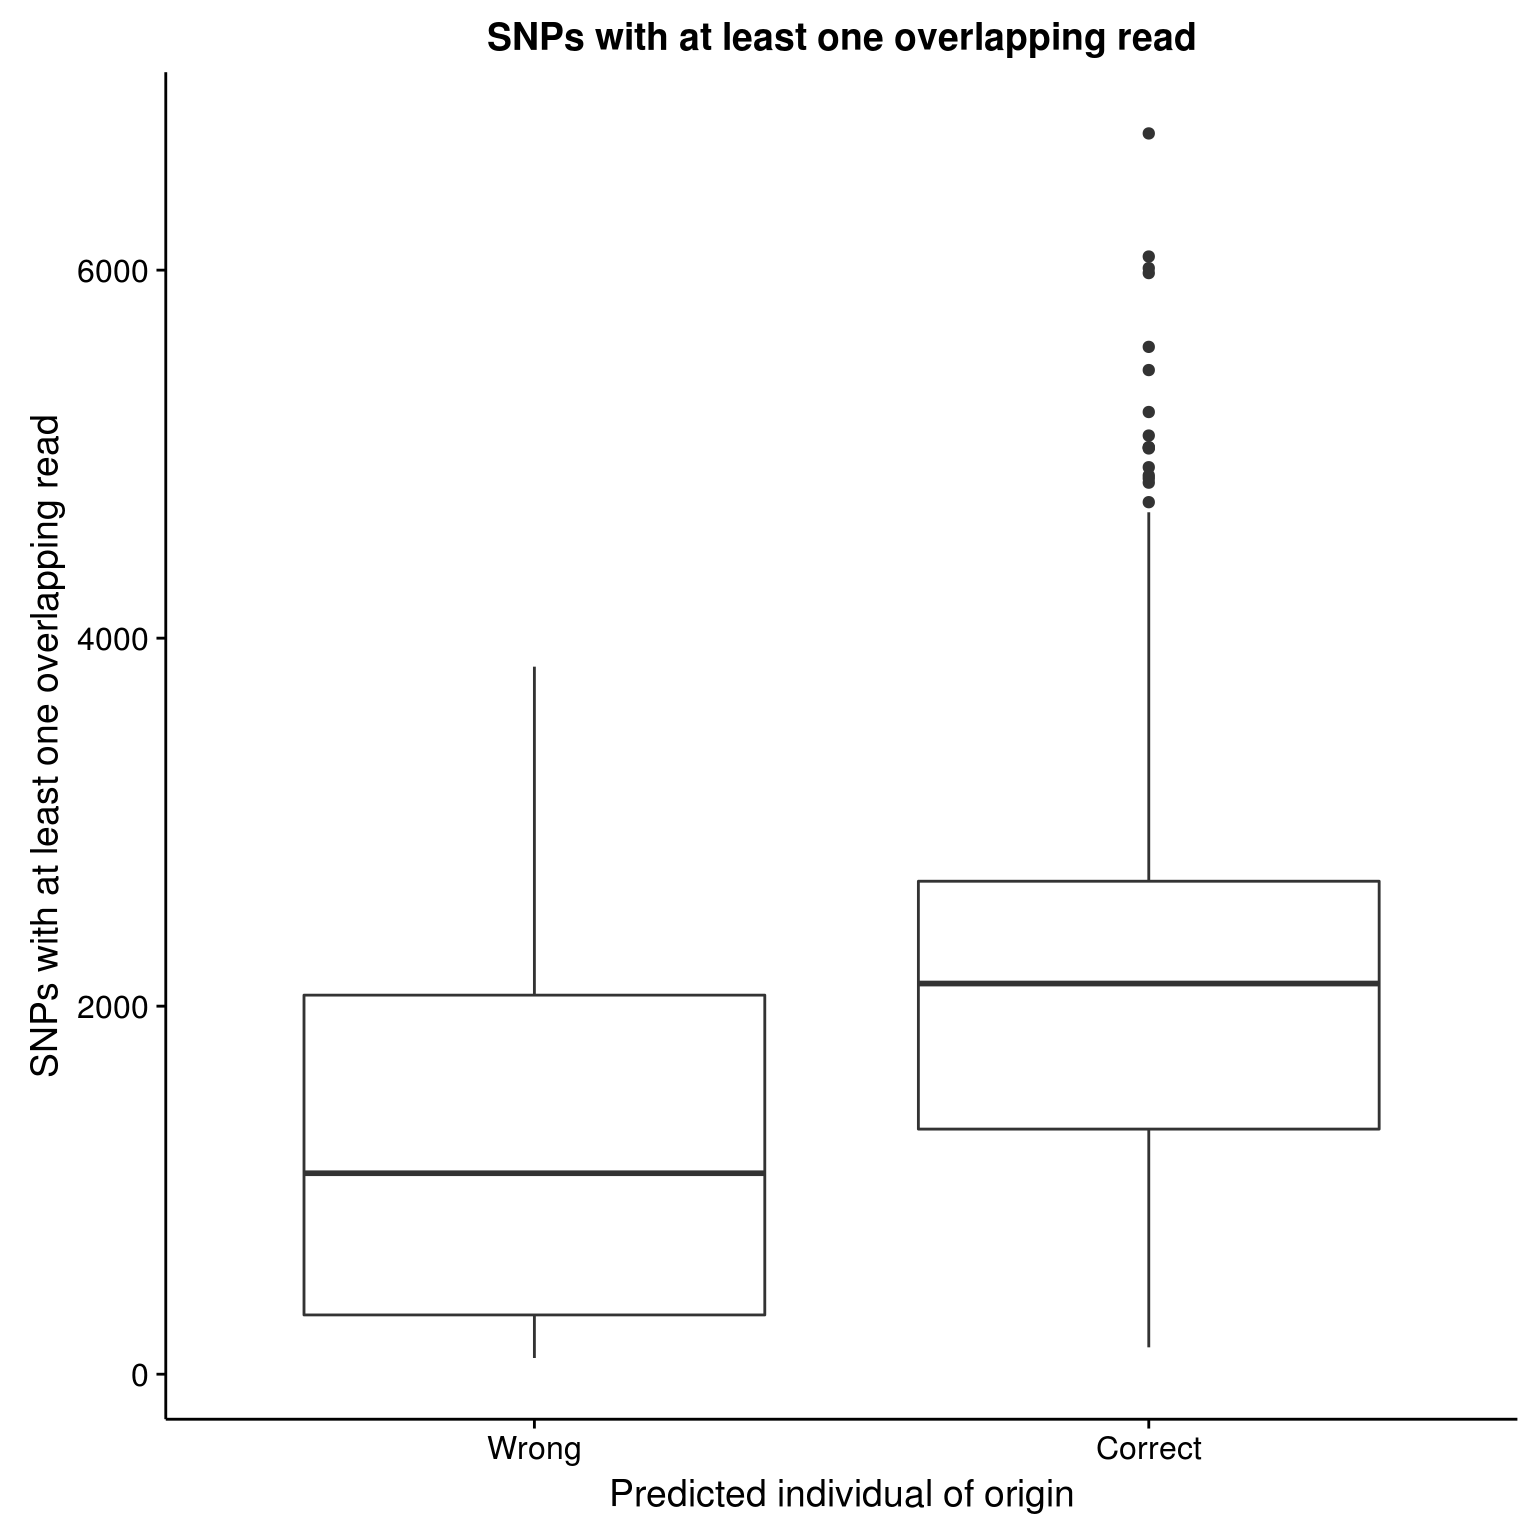 SNPs with at least one overlapping read
SNPs with at least one overlapping read
6000
4000
2000
0
Wrong
Correct
Predicted individual of origin